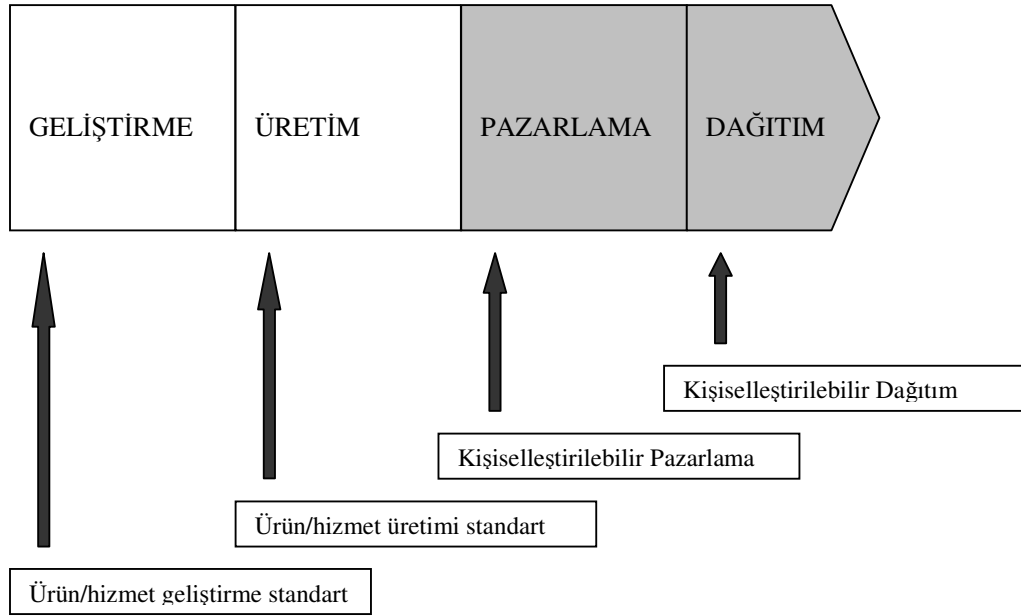 GELİŞTİRME ÜRETİM PAZARLAMA DAĞITIM
Kişiselleştirilebilir Dağıtım
Kişiselleştirilebilir Pazarlama
Ürün/hizmet üretimi standart
Ürün/hizmet geliştirme standart